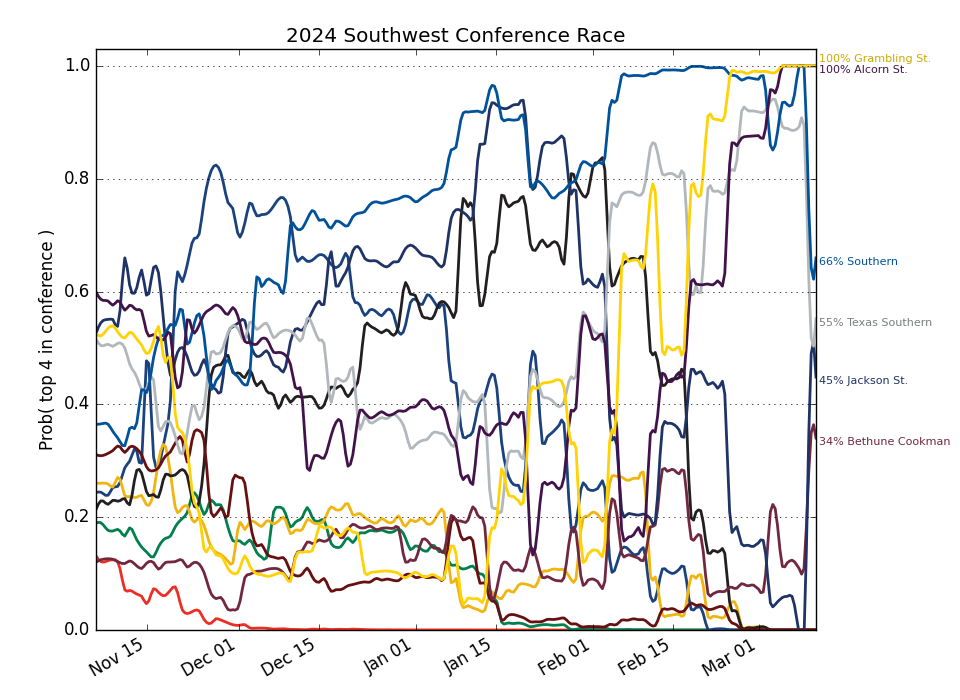 2024 Southwest Conference Race
Prob( top 4 in conference )
1.0
0.8
0.6
0.4
0.2
0.0
100% Grambling St.
100% Alcorn St.
66% Southern
55% Texas Southern
45% Jackson St.
34% Bethune Cookman
Nov 15
Dec 01
Dec 15
Jan 01
Jan 15
Feb 01
Feb 15
Mar 01